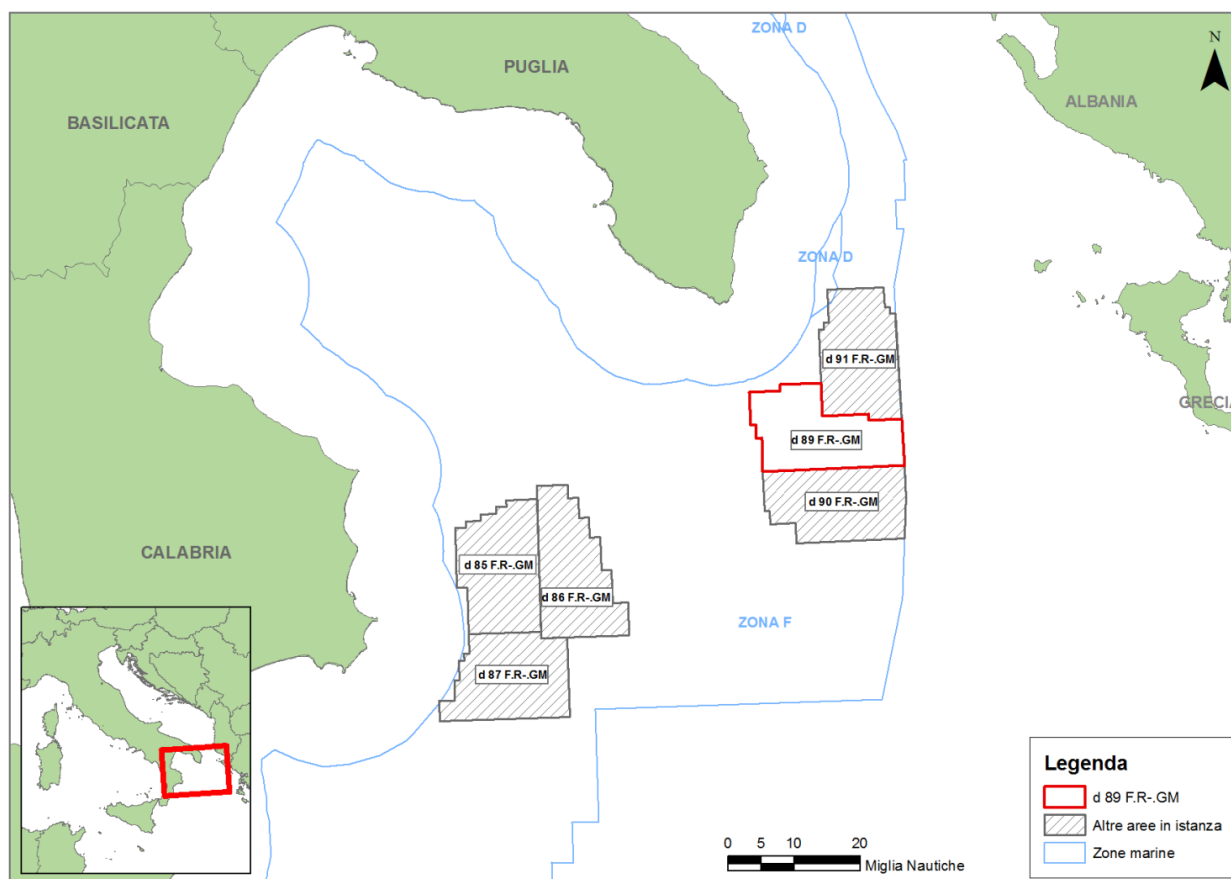 ZONA D
N
PUGLIA
ALBANIA
BASILICATA
ZONA D
d 91 F.R-.GM
GRECIA
d 89 F.R-.GM
d 90 F.R-.GM
CALABRIA
d 85 F.R-.GM
d 86 F.R-.GM
ZONA F
d 87 F.R-.GM
Legenda
d 89 F.R-.GM
Altre aree in istanza
Zone marine
0 5 10 20
Miglia Nautiche